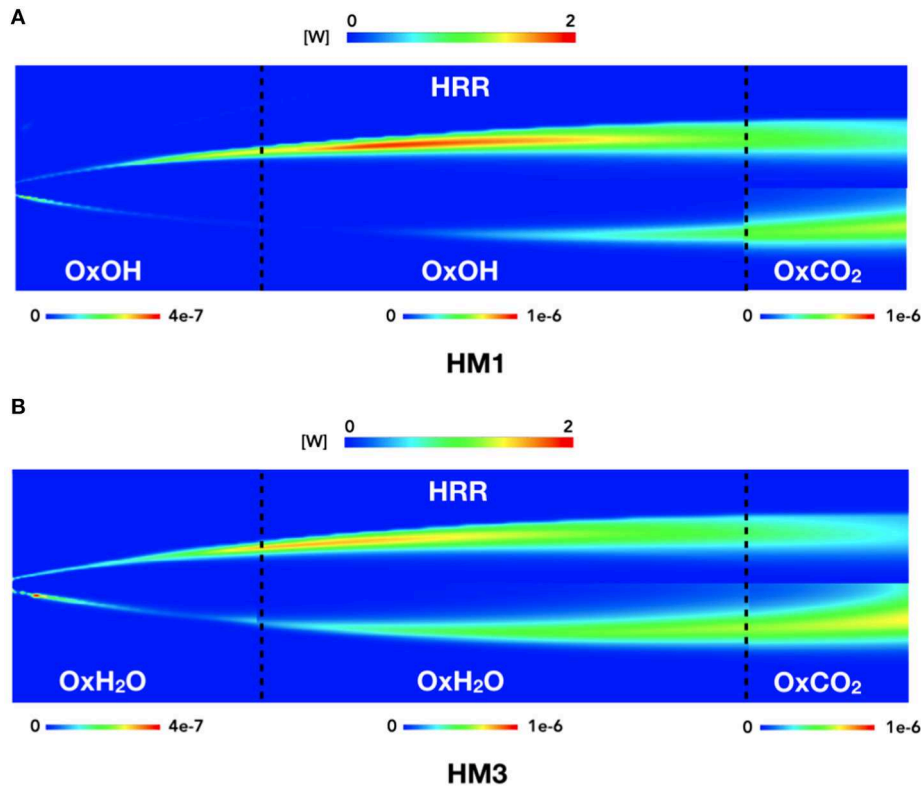 A
0 2
[W]
HRR
OxOH OxOH OxCO₂
0 4e-7 0 1e-6 0 1e-6
HM1
B
0 2
[W]
HRR
OxH₂O OxH₂O OxCO₂
0 4e-7 0 1e-6 0 1e-6
HM3